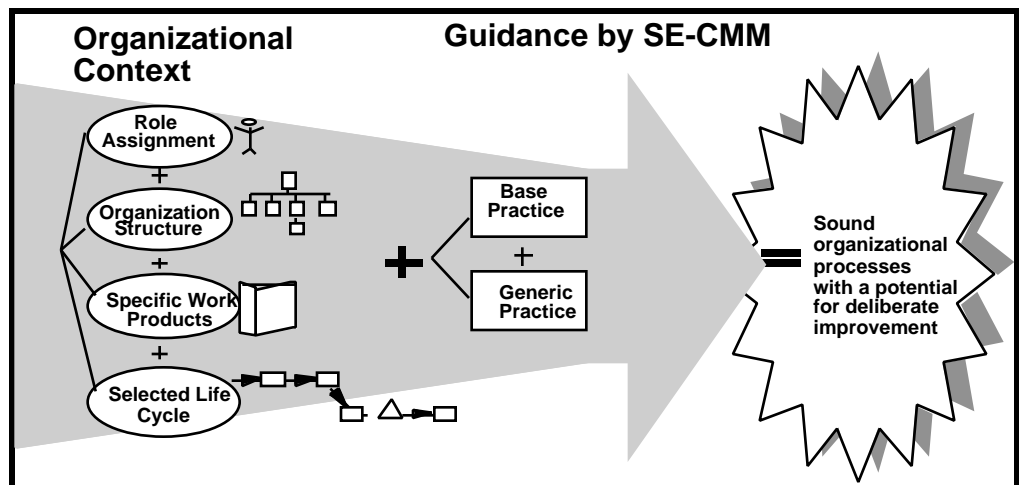 Organizational
Context
Guidance by SE-CMM
Role
Assignment
+
Organization
Structure
+
Specific Work
Products
+
Selected Life
Cycle
+
Base
Practice
+
Generic
Practice
=
Sound
organizational
processes
with a potential
for deliberate
improvement